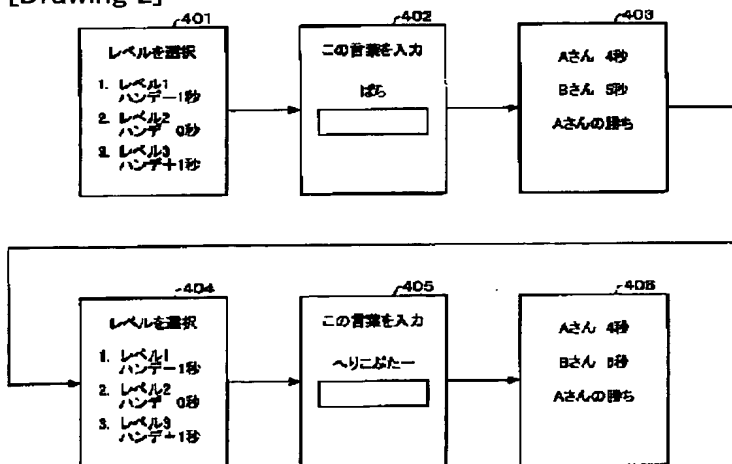 [Drawing 2]
401
レベルを選択
1. レベル1
ハンデ－1秒
2. レベル2
ハンデ 0秒
3. レベル3
ハンデ＋1秒
402
この言葉を入力
ばら
403
Aさん 4秒
Bさん 5秒
Aさんの勝ち
404
レベルを選択
1. レベル1
ハンデ－1秒
2. レベル2
ハンデ 0秒
3. レベル3
ハンデ＋1秒
405
この言葉を入力
へりこぷたー
406
Aさん 4秒
Bさん 8秒
Aさんの勝ち